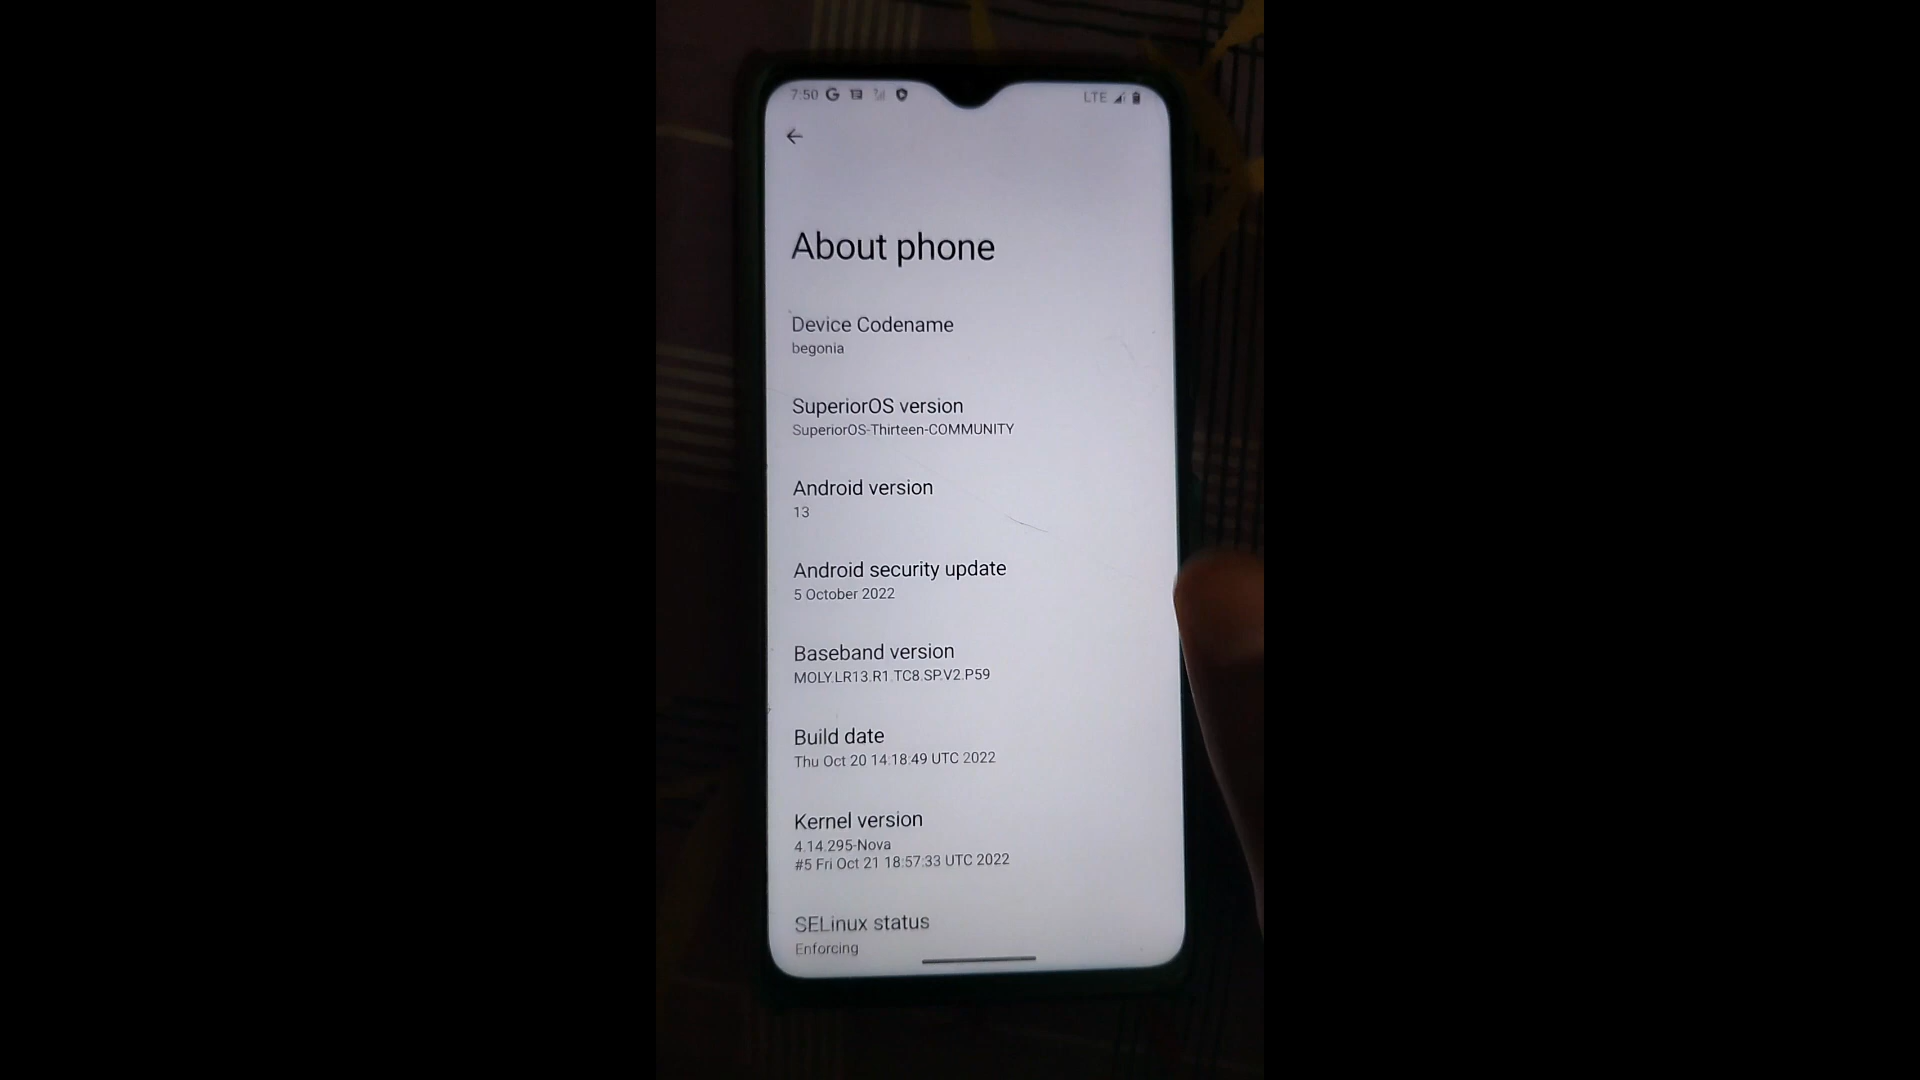 7:50
LTE
About phone
Device Codename
begonia
SuperiorOS version
SuperiorOS-Thirteen-COMMUNITY
Android version
13
Android security update
5 October 2022
Baseband version
MOLY.LR13.R1.TC8.SP.V2.P59
Build date
Thu Oct 20 14:18:49 UTC 2022
Kernel version
4.14.295-Nova
#5 Fri Oct 21 18:57:33 UTC 2022
SELinux status
Enforcing